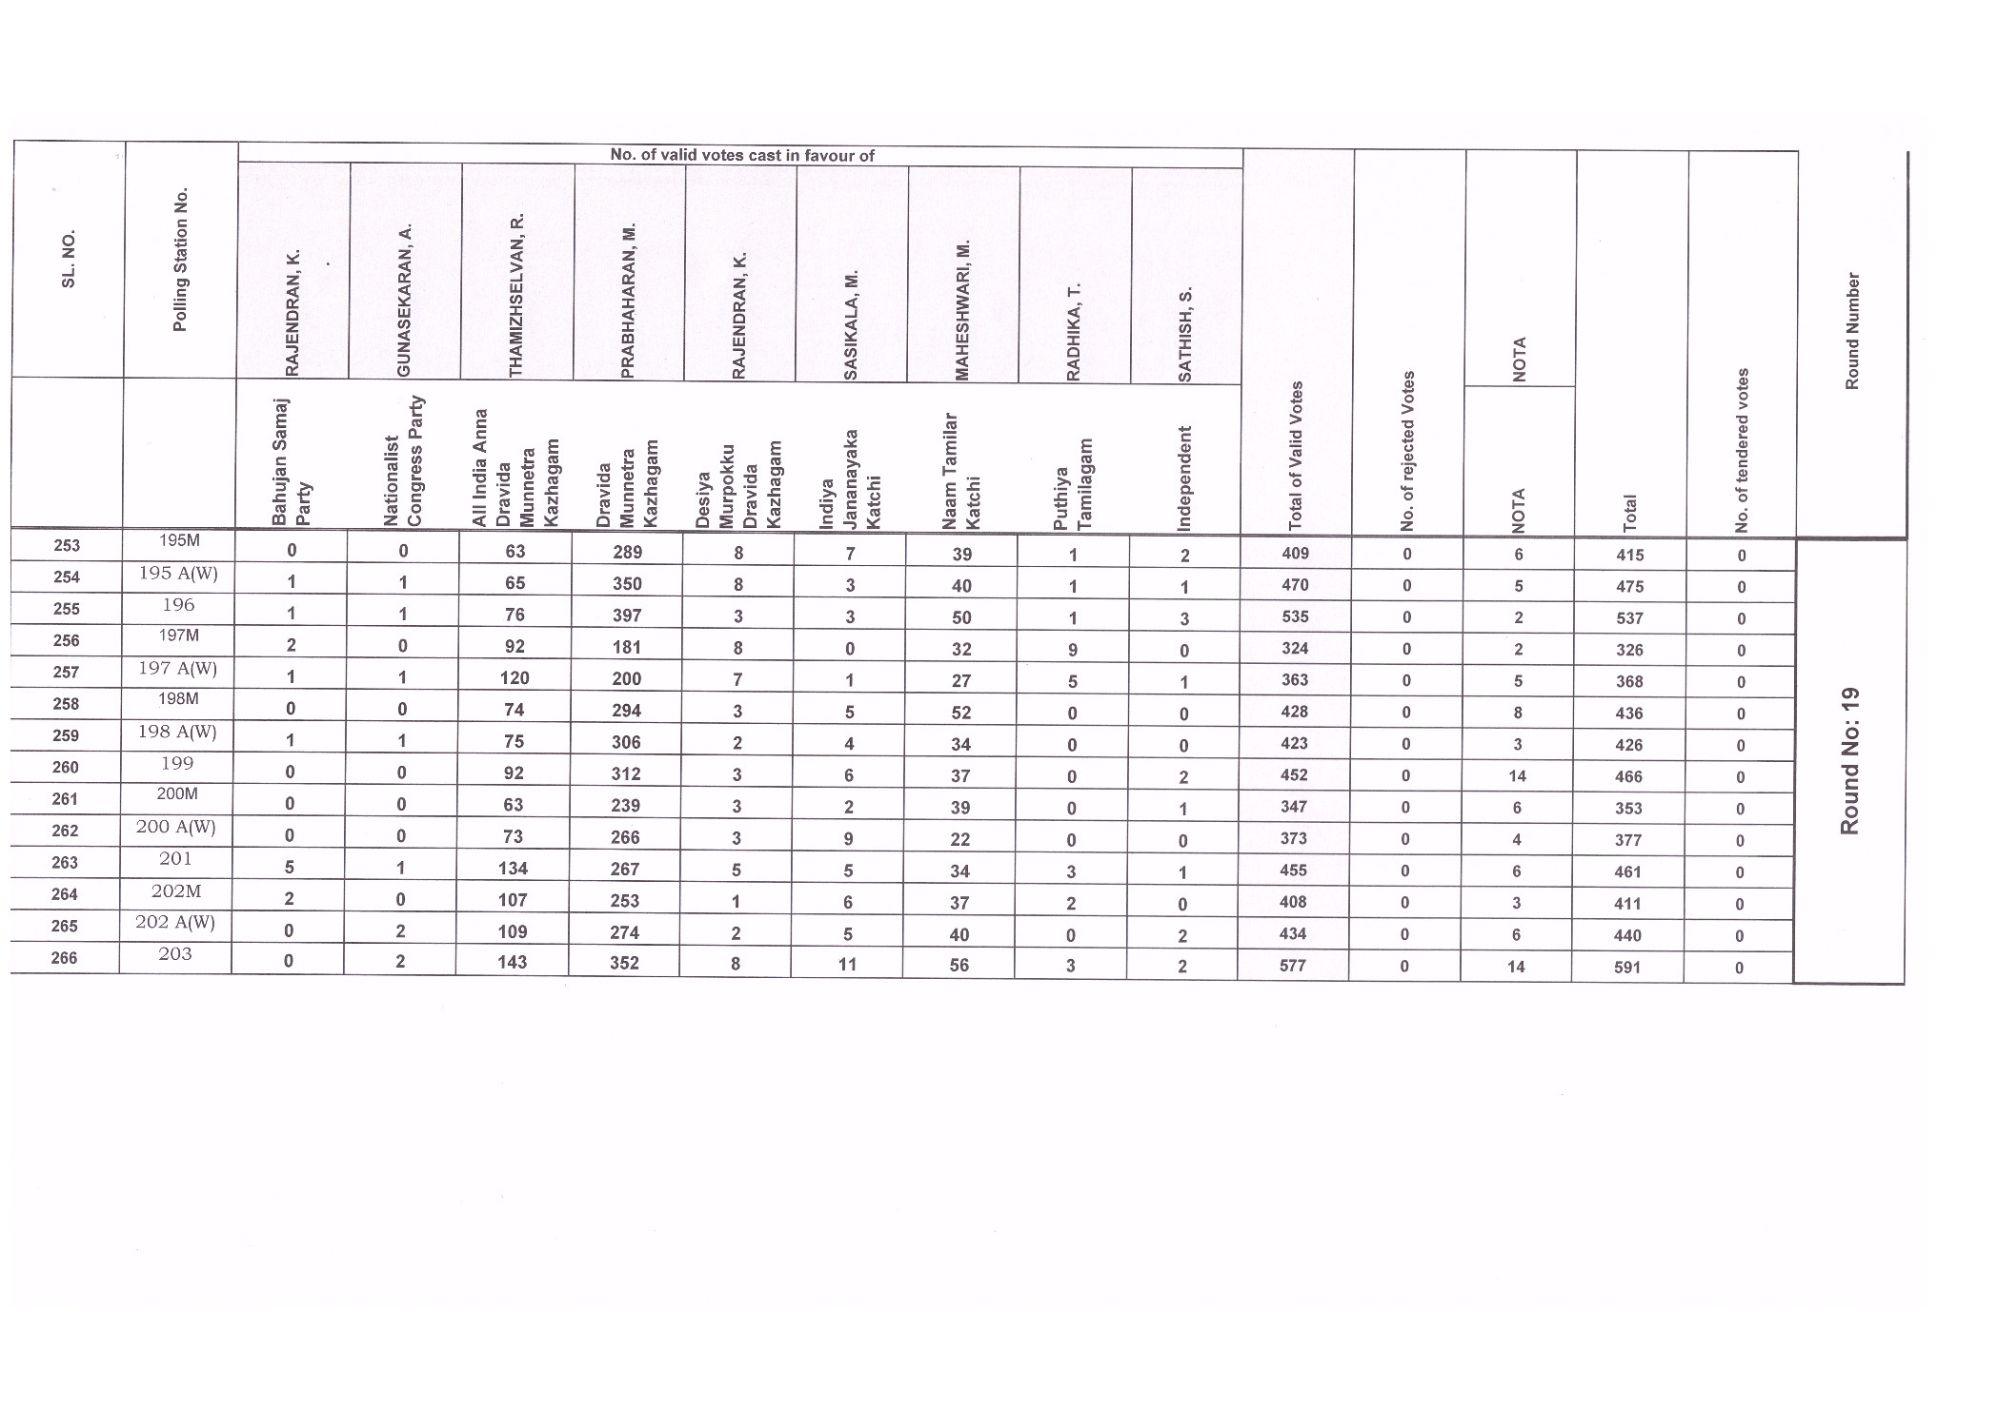 No. of valid votes cast in favour of
SL. NO.
Polling Station No.
RAJENDRAN, K.
GUNASEKARAN, A.
THAMIZHSELVAN, R.
PRABHAHARAN, M.
RAJENDRAN, K.
SASIKALA, M.
MAHESHWARI, M.
RADHIKA, T.
SATHISH, S.
Total of Valid Votes
No. of rejected Votes
NOTA
Total
No. of tendered votes
Round Number
Bahujan Samaj
Party
Nationalist
Congress Party
All India Anna
Dravida
Munnetra
Kazhagam
Dravida
Munnetra
Kazhagam
Desiya
Murpokku
Dravida
Kazhagam
Indiya
Jananayaka
Katchi
Naam Tamilar
Katchi
Puthiya
Tamilagam
Independent
NOTA
253 195M 0 0 63 289 8 7 39 1 2 409 0 6 415 0
254 195 A(W) 1 1 65 350 8 3 40 1 1 470 0 5 475 0
255 196 1 1 76 397 3 3 50 1 3 535 0 2 537 0
256 197M 2 0 92 181 8 0 32 9 0 324 0 2 326 0
257 197 A(W) 1 1 120 200 7 1 27 5 1 363 0 5 368 0
258 198M 0 0 74 294 3 5 52 0 0 428 0 8 436 0
259 198 A(W) 1 1 75 306 2 4 34 0 0 423 0 3 426 0
260 199 0 0 92 312 3 6 37 0 2 452 0 14 466 0
261 200M 0 0 63 239 3 2 39 0 1 347 0 6 353 0
262 200 A(W) 0 0 73 266 3 9 22 0 0 373 0 4 377 0
263 201 5 1 134 267 5 5 34 3 1 455 0 6 461 0
264 202M 2 0 107 253 1 6 37 2 0 408 0 3 411 0
265 202 A(W) 0 2 109 274 2 5 40 0 2 434 0 6 440 0
266 203 0 2 143 352 8 11 56 3 2 577 0 14 591 0
Round No: 19